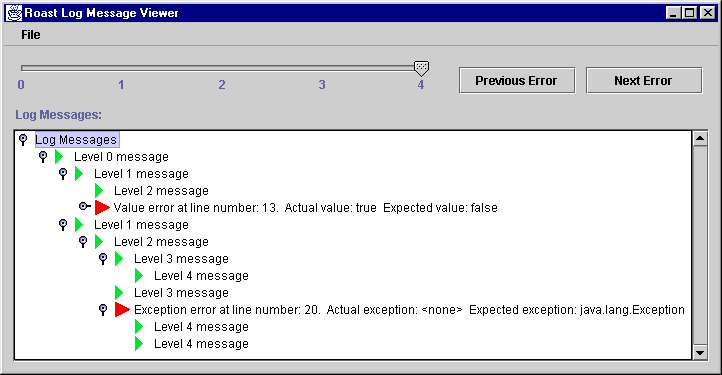 Roast Log Message Viewer
File
0 1 2 3 4
Previous Error Next Error
Log Messages:
Log Messages
Level 0 message
Level 1 message
Level 2 message
Value error at line number: 13. Actual value: true Expected value: false
Level 1 message
Level 2 message
Level 3 message
Level 4 message
Level 3 message
Exception error at line number: 20. Actual exception: <none> Expected exception: java.lang.Exception
Level 4 message
Level 4 message